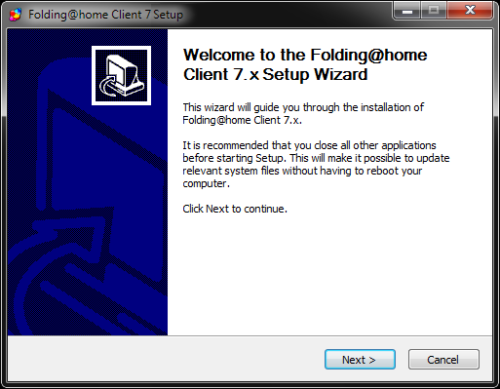 Folding@home Client 7 Setup
Welcome to the Folding@home
Client 7.x Setup Wizard
This wizard will guide you through the installation of
Folding@home Client 7.x.
It is recommended that you close all other applications
before starting Setup. This will make it possible to update
relevant system files without having to reboot your
computer.
Click Next to continue.
Next >
Cancel